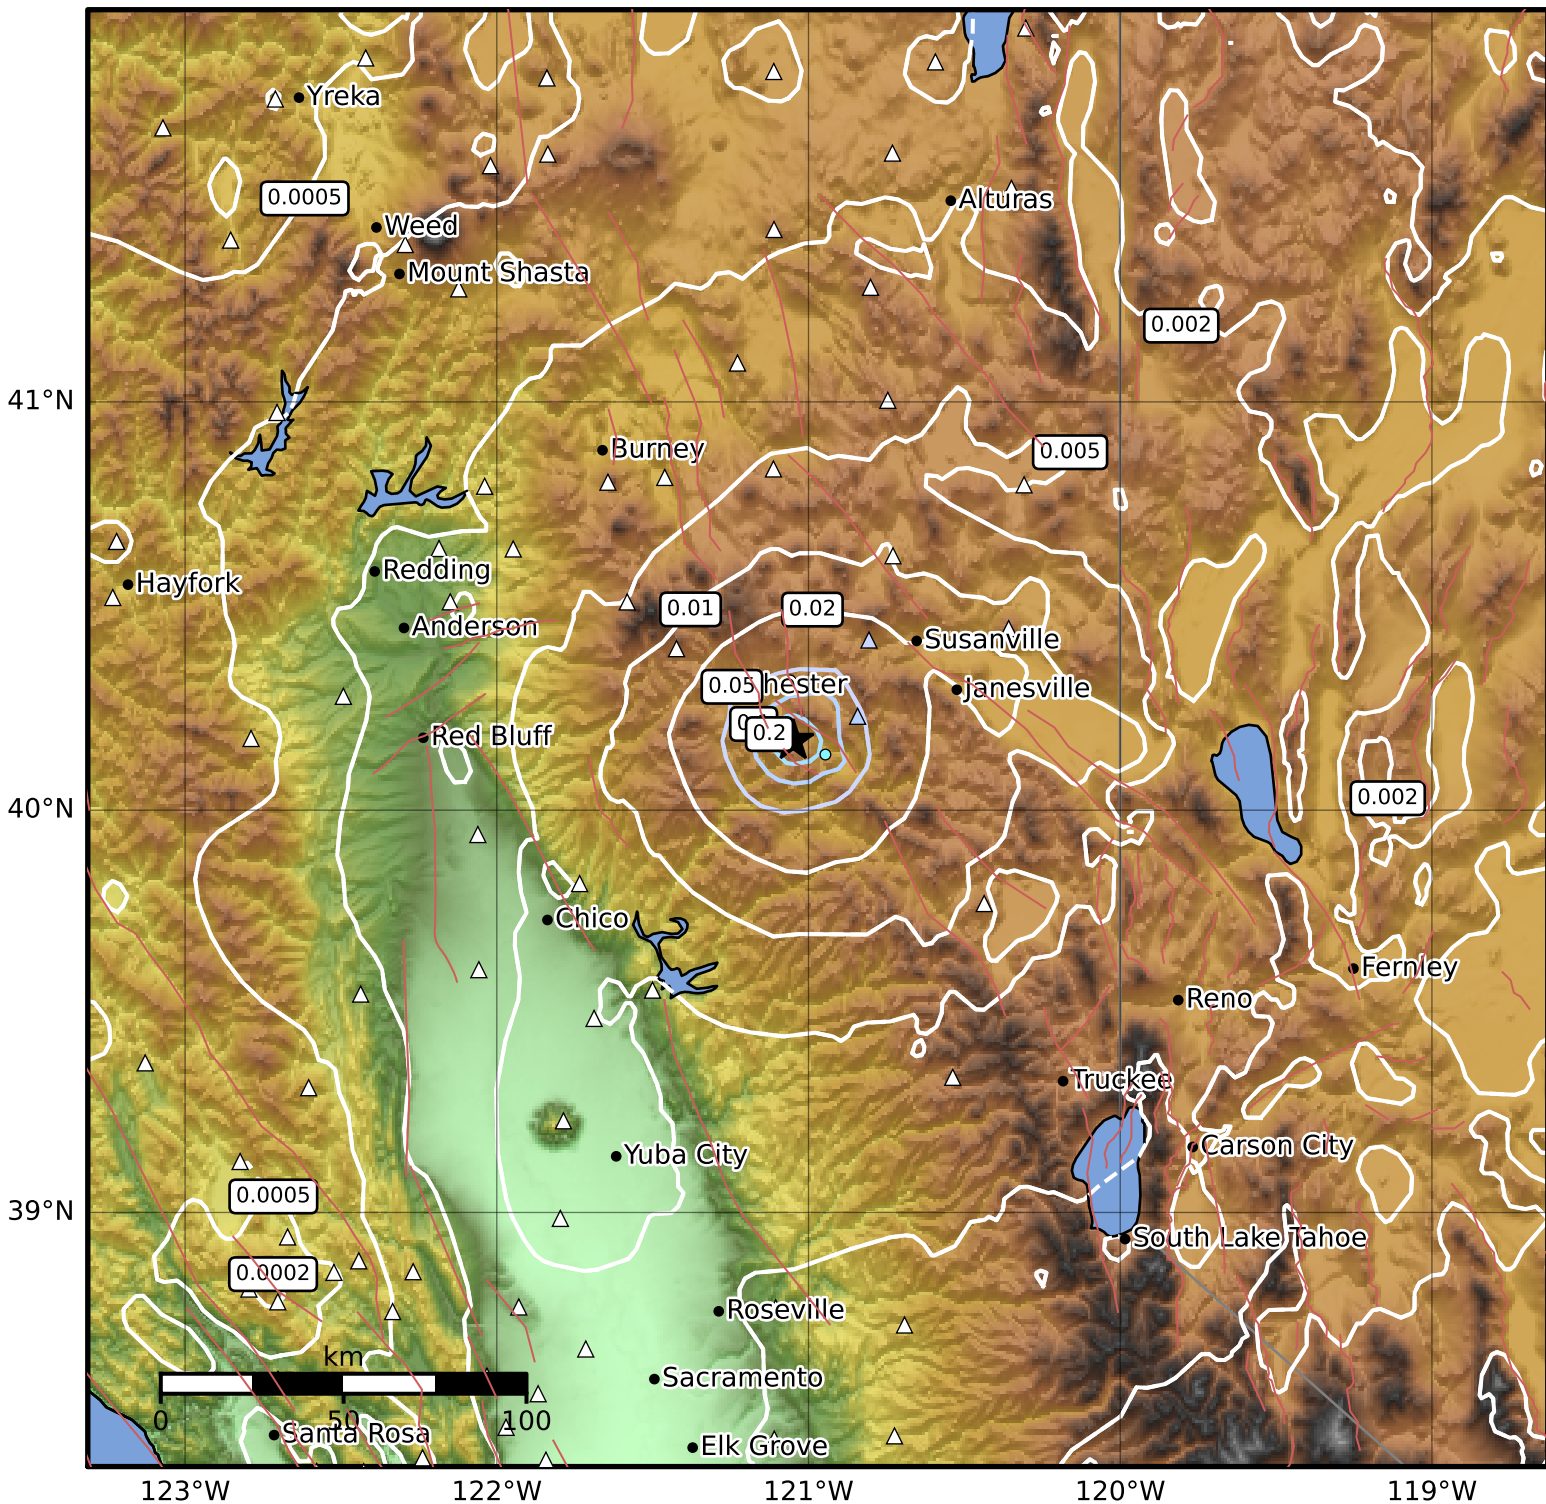 Yreka
0.0005
Alturas
Weed
Mount Shasta
0.002
41°N
Burney
0.005
Redding
Hayfork
0.01
0.02
Anderson
Susanville
0.05
hester
Janesville
0.2
Red Bluff
40°N
0.002
Chico
Fernley
Reno
Truckee
Carson City
Yuba City
0.0005
39°N
South Lake Tahoe
0.0002
Roseville
km
Sacramento
0 50 100
Santa Rosa
Elk Grove
123°W 122°W 121°W 120°W 119°W